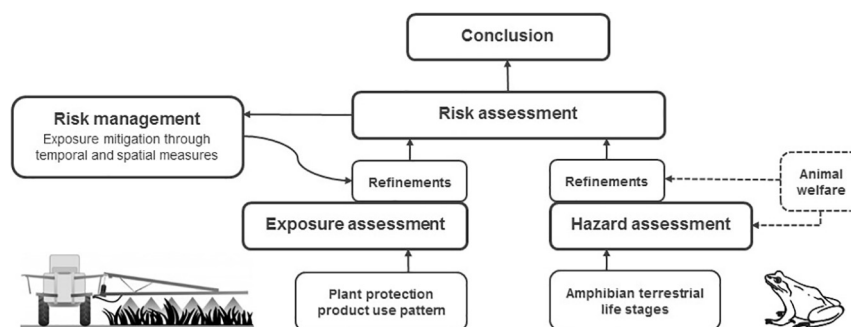 Conclusion
Risk assessment
Risk management
Exposure mitigation through
temporal and spatial measures
Refinements
Refinements
Animal
welfare
Exposure assessment
Hazard assessment
Plant protection
product use pattern
Amphibian terrestrial
life stages